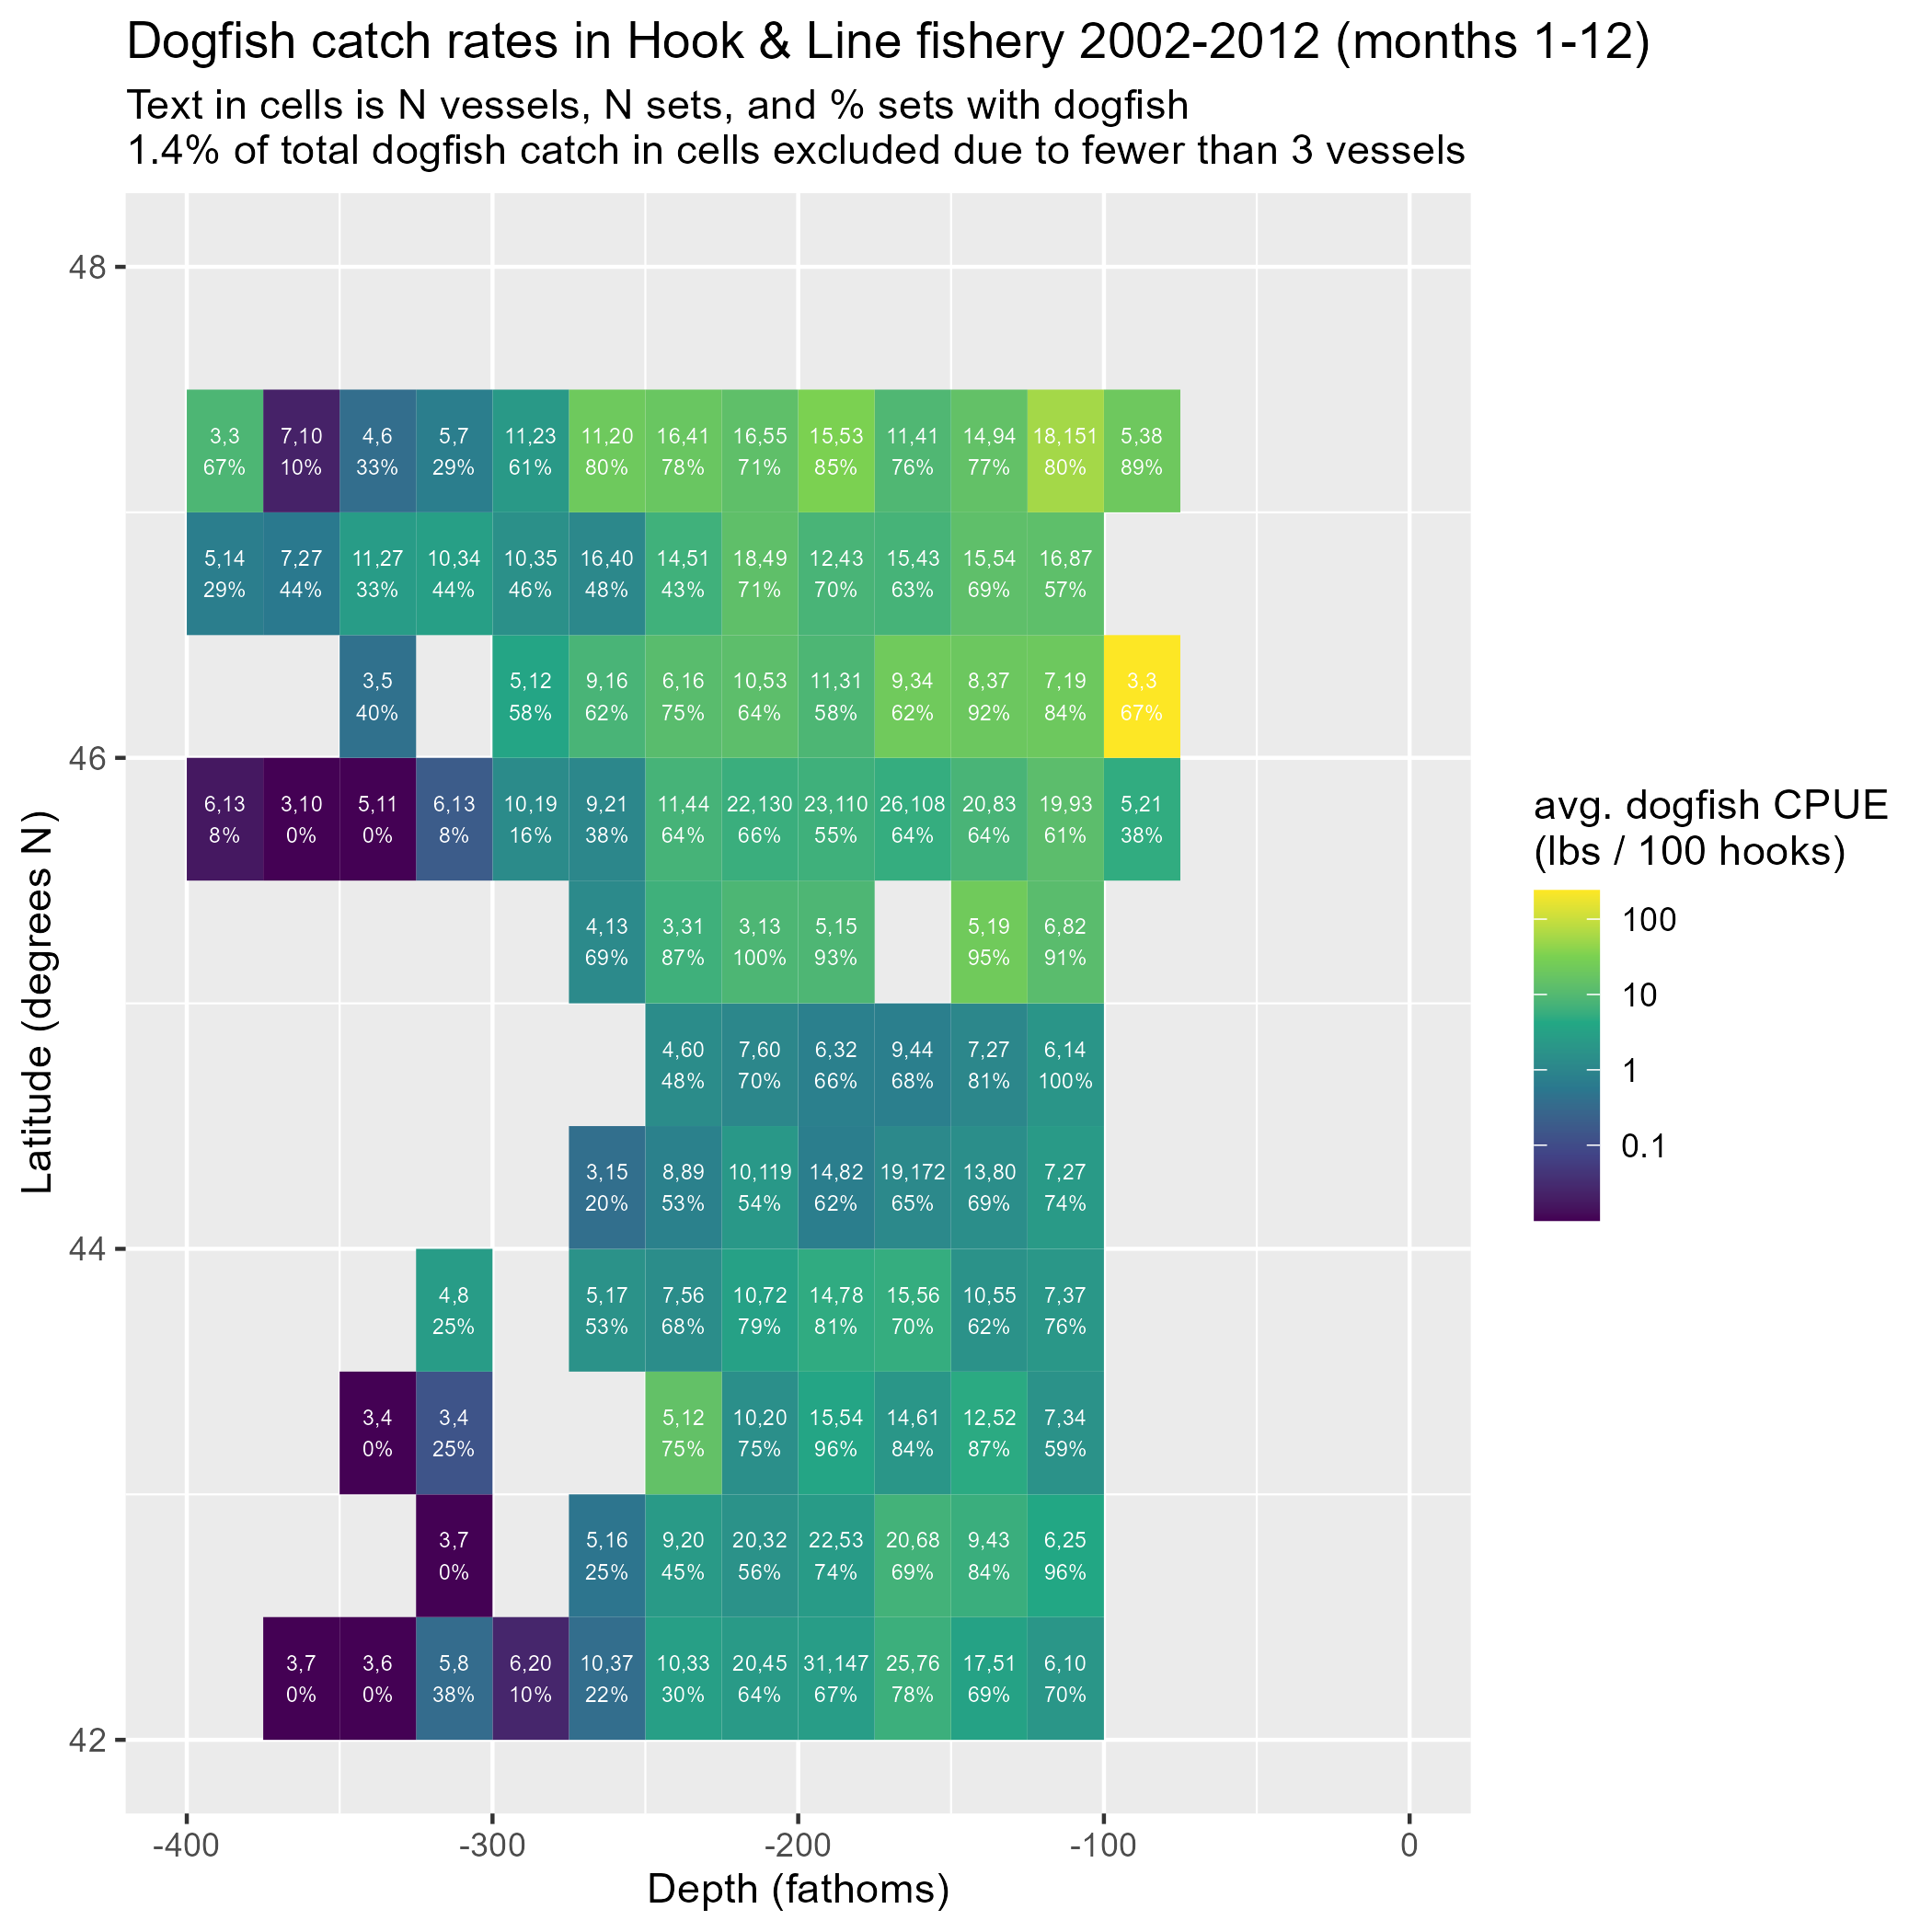 Dogfish catch rates in Hook & Line fishery 2002-2012 (months 1-12)
Text in cells is N vessels, N sets, and % sets with dogfish
1.4% of total dogfish catch in cells excluded due to fewer than 3 vessels
48
3,3 7,10 4,6 5,7 11,23 11,20 16,41 16,55 15,53 11,41 14,94 18,151 5,38
67% 10% 33% 29% 61% 80% 78% 71% 85% 76% 77% 80% 89%
5,14 7,27 11,27 10,34 10,35 16,40 14,51 18,49 12,43 15,43 15,54 16,87
29% 44% 33% 44% 46% 48% 43% 71% 70% 63% 69% 57%
3,5 5,12 9,16 6,16 10,53 11,31 9,34 8,37 7,19 3,3
40% 58% 62% 75% 64% 58% 62% 92% 84% 67%
46
6,13 3,10 5,11 6,13 10,19 9,21 11,44 22,130 23,110 26,108 20,83 19,93 5,21
8% 0% 0% 8% 16% 38% 64% 66% 55% 64% 64% 61% 38%
4,13 3,31 3,13 5,15 5,19 6,82
69% 87% 100% 93% 95% 91%
4,60 7,60 6,32 9,44 7,27 6,14
48% 70% 66% 68% 81% 100%
3,15 8,89 10,119 14,82 19,172 13,80 7,27
20% 53% 54% 62% 65% 69% 74%
44
4,8 5,17 7,56 10,72 14,78 15,56 10,55 7,37
25% 53% 68% 79% 81% 70% 62% 76%
3,4 3,4 5,12 10,20 15,54 14,61 12,52 7,34
0% 25% 75% 75% 96% 84% 87% 59%
3,7 5,16 9,20 20,32 22,53 20,68 9,43 6,25
0% 25% 45% 56% 74% 69% 84% 96%
3,7 3,6 5,8 6,20 10,37 10,33 20,45 31,147 25,76 17,51 6,10
0% 0% 38% 10% 22% 30% 64% 67% 78% 69% 70%
42
-400 -300 -200 -100 0
Depth (fathoms)
Latitude (degrees N)
avg. dogfish CPUE
(lbs / 100 hooks)
100
10
1
0.1